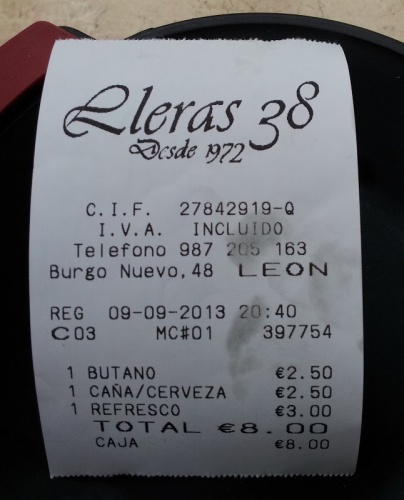 Lleras 38
Desde 1972
C.I.F. 27842919-Q
I.V.A. INCLUIDO
Telefono 987 205 163
Burgo Nuevo,48 LEON
REG 09-09-2013 20:40
C03 MC#01 397754
1 BUTANO €2.50
1 CAÑA/CERVEZA €2.50
1 REFRESCO €3.00
TOTAL €8.00
CAJA €8.00